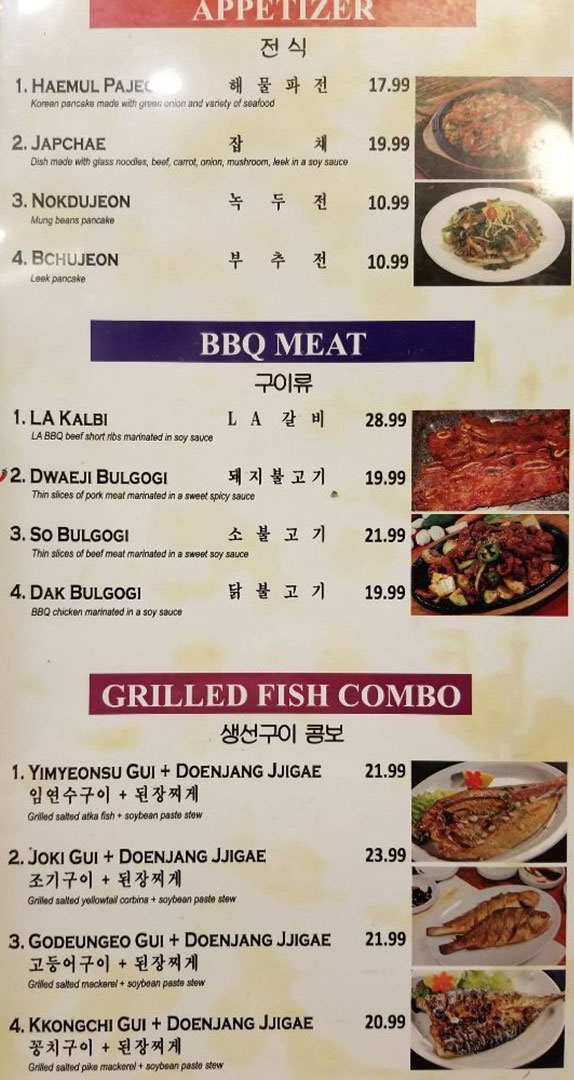 APPETIZER
전식
1. HAEMUL 해물파전 17.99
Korean pancake made with green onion and variety of seafood
2. JAPCHAE 잡채 19.99
Dish made with glass noodles, beef, carrot, onion, mushroom, leek in a soy sauce
3. NOKDUJEON 녹두전 10.99
Mung beans pancake
4. BCHUJEON 부추전 10.99
Leek pancake
BBQ MEAT
구이류
1. LA KALBI LA갈비 28.99
LA BBQ beef short ribs marinated in soy sauce
2. DWAEJI BULGOGI 돼지불고기 19.99
Thin slices of pork meat marinated in a sweet spicy sauce
3. SO BULGOGI 소불고기 21.99
Thin slices of beef meat marinated in a sweet soy sauce
4. DAK BULGOGI 닭불고기 19.99
BBQ chicken marinated in a soy sauce
GRILLED FISH COMBO
생선구이 콤보
1. YIMYEONSU GUI + DOENJANG JJIGAE 21.99
임연수구이 + 된장찌게
Grilled salted atka fish + soybean paste stew
2. JOKI GUI + DOENJANG JJIGAE 23.99
조기구이 + 된장찌게
Grilled salted yellowtail corbina + soybean paste stew
3. GODEUNGEO GUI + DOENJANG JJIGAE 21.99
고등어구이 + 된장찌게
Grilled salted mackerel + soybean paste stew
4. KKONGCHI GUI + DOENJANG JJIGAE 20.99
꽁치구이 + 된장찌게
Grilled salted pike mackerel + soybean paste stew